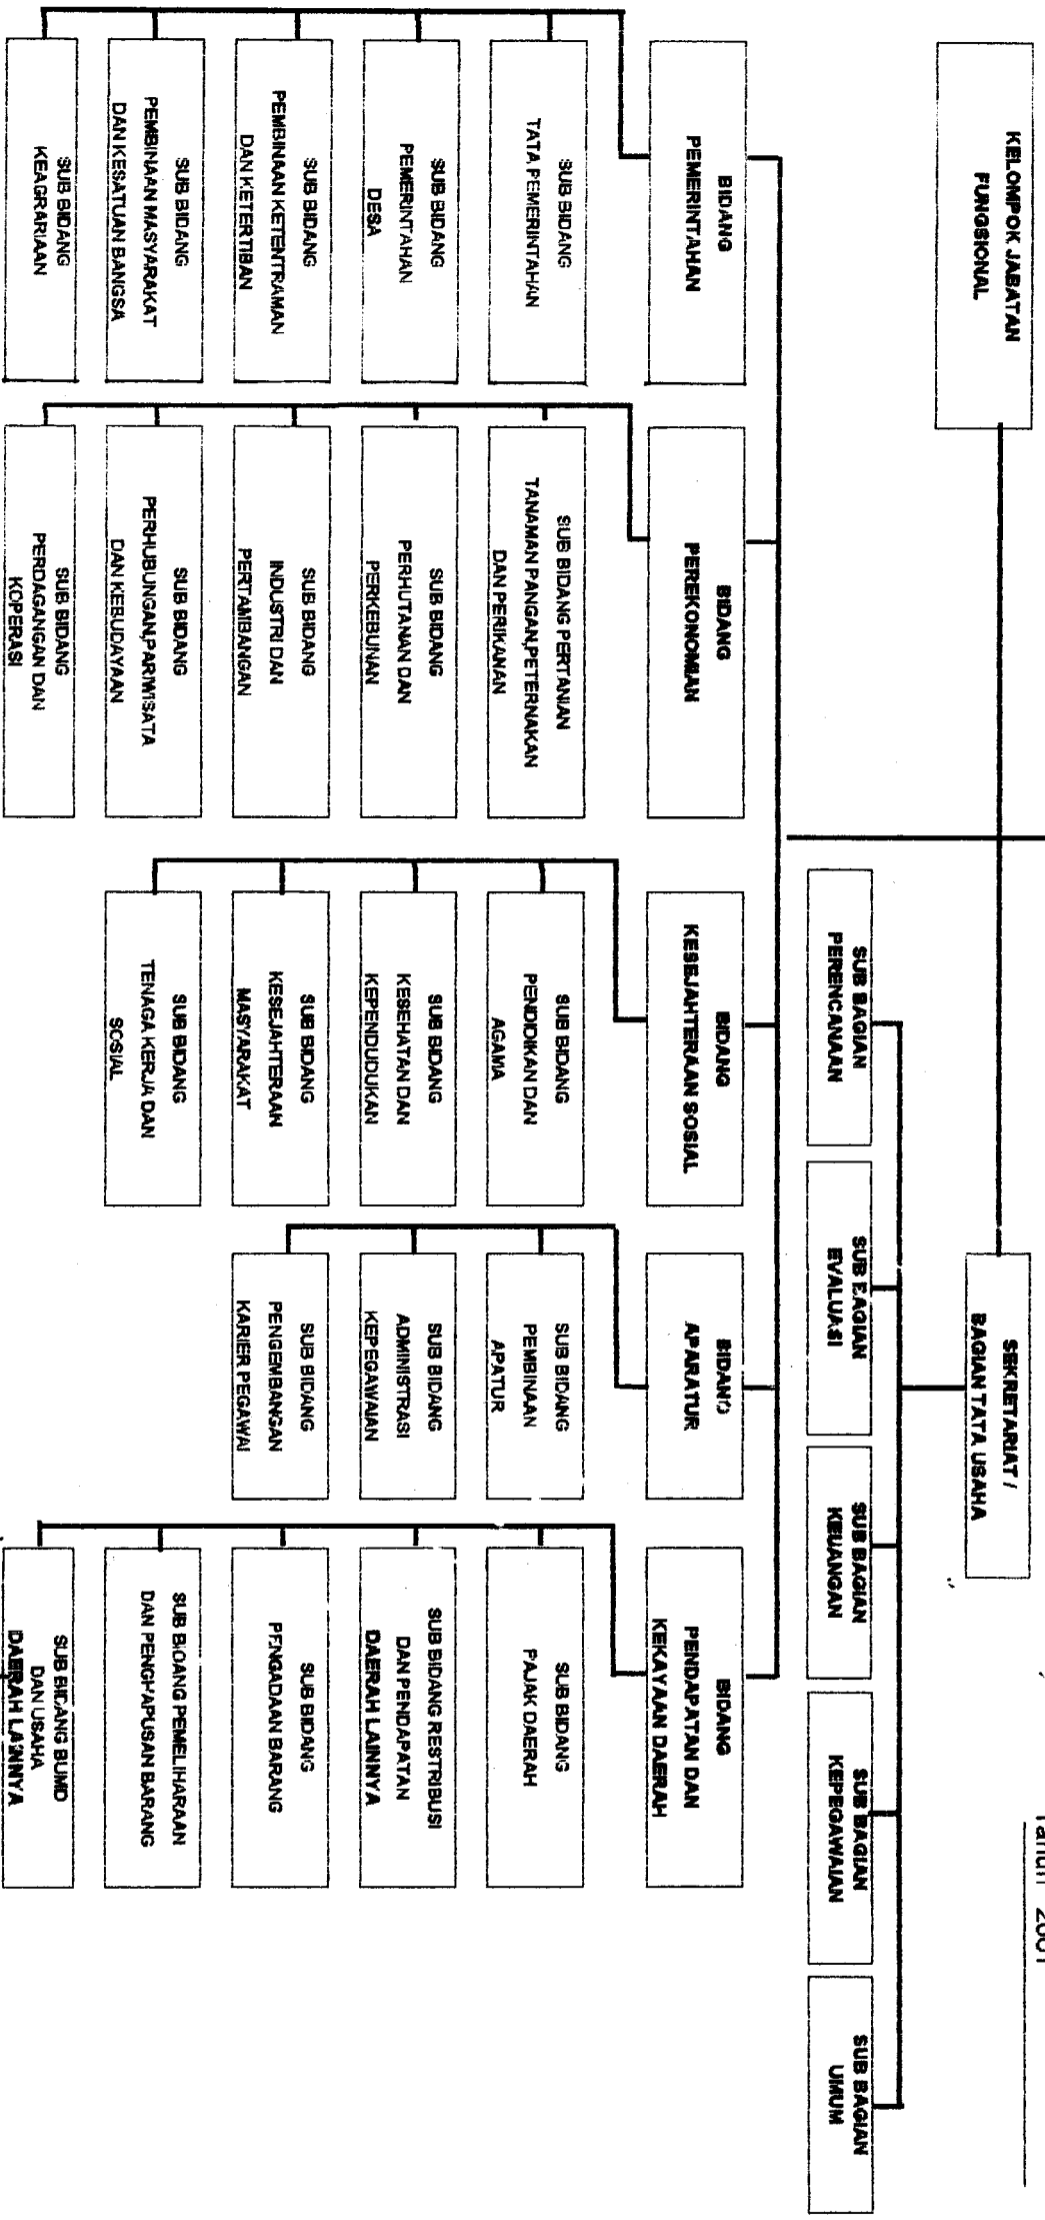 Tahun 2001
KELOMPOK JABATAN
FUNGSIONAL
SEKRETARIAT /
BAGIAN TATA USAHA
SUB BAGIAN
PERENCANAAN
SUB BAGIAN
EVALUASI
SUB BAGIAN
KEUANGAN
SUB BAGIAN
KEPEGAWAIAN
SUB BAGIAN
UMUM
BIDANG
PEMERINTAHAN
BIDANG
PEREKONOMIAN
BIDANG
KESEJAHTERAAN SOSIAL
BIDANG
APARATUR
BIDANG
PENDAPATAN DAN
KEKAYAAN DAERAH
SUB BIDANG
TATA PEMERINTAHAN
SUB BIDANG PERTANIAN
TANAMAN PANGAN,PETERNAKAN
DAN PERIKANAN
SUB BIDANG
PENDIDIKAN DAN
AGAMA
SUB BIDANG
PEMBINAAN
APATUR
SUB BIDANG
PAJAK DAERAH
SUB BIDANG
PEMERINTAHAN
DESA
SUB BIDANG
PERHUTANAN DAN
PERKEBUNAN
SUB BIDANG
KESEHATAN DAN
KEPENDUDUKAN
SUB BIDANG
ADMINISTRASI
KEPEGAWAIAN
SUB BIDANG RESTRIBUSI
DAN PENDAPATAN
DAERAH LAINNYA
SUB BIDANG
PEMBINAAN KETENTRAMAN
DAN KETERTIBAN
SUB BIDANG
INDUSTRI DAN
PERTAMBANGAN
SUB BIDANG
KESEJAHTERAAN
MASYARAKAT
SUB BIDANG
PENGEMBANGAN
KARIER PEGAWAI
SUB BIDANG
PENGADAAN BARANG
SUB BIDANG
PEMBINAAN MASYARAKAT
DAN KESATUAN BANGSA
SUB BIDANG
PERHUBUNGAN,PARIWISATA
DAN KEBUDAYAAN
SUB BIDANG
TENAGA KERJA DAN
SOSIAL
SUB BIDANG PEMELIHARAAN
DAN PENGHAPUSAN BARANG
SUB BIDANG
KEAGRARIAAN
SUB BIDANG
PERDAGANGAN DAN
KOPERASI
SUB BIDANG BUMD
DAN USAHA
DAERAH LAINNYA